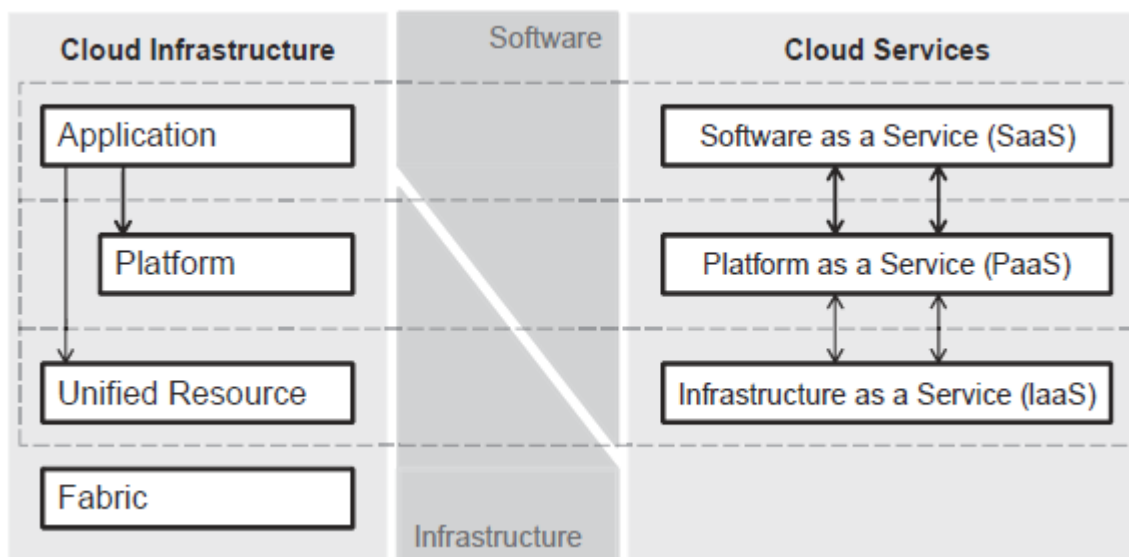 Cloud Infrastructure
Software
Cloud Services
Application
Software as a Service (SaaS)
Platform
Platform as a Service (PaaS)
Unified Resource
Infrastructure as a Service (IaaS)
Fabric
Infrastructure